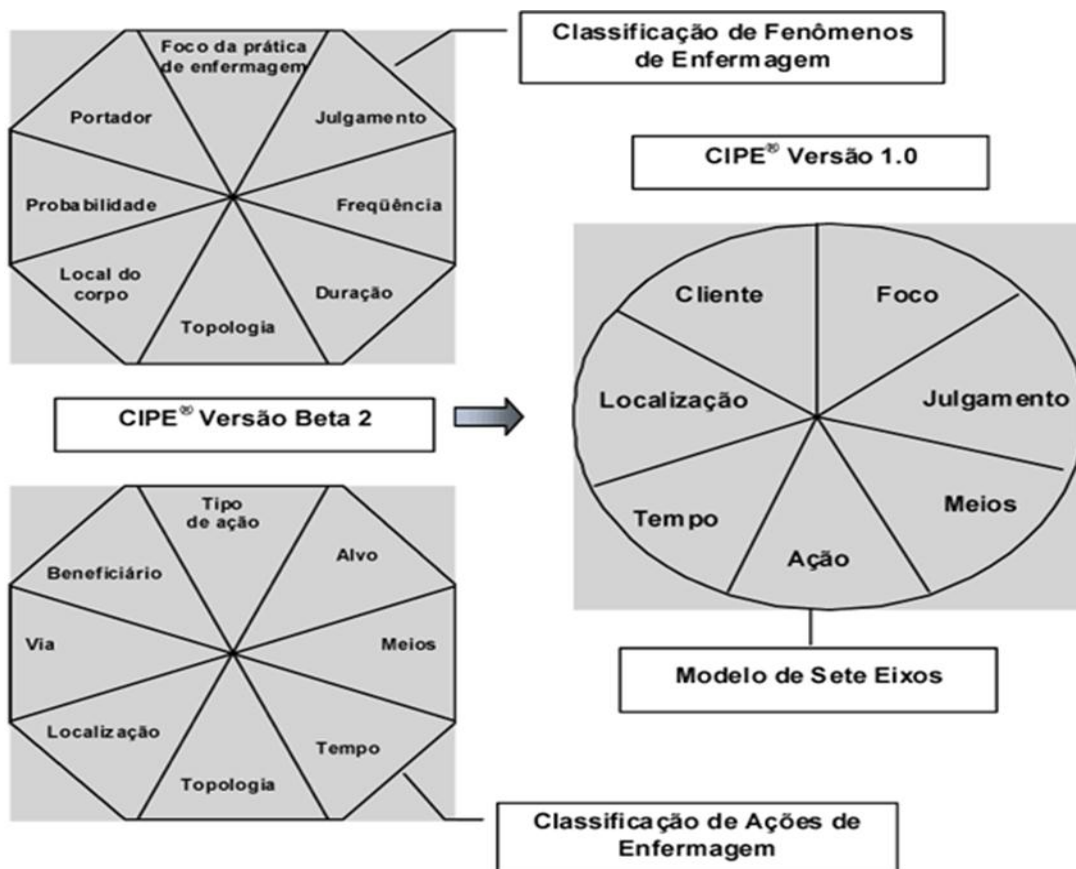 Classificação de Fenômenos
de Enfermagem
Foco da prática
de enfermagem
Portador
Julgamento
Probabilidade
Freqüência
Local do
corpo
Duração
Topologia
CIPE® Versão Beta 2
Tipo
de ação
Beneficiário
Alvo
Via
Meios
Localização
Tempo
Topologia
Classificação de Ações de
Enfermagem
CIPE® Versão 1.0
Cliente
Foco
Localização
Julgamento
Tempo
Meios
Ação
Modelo de Sete Eixos